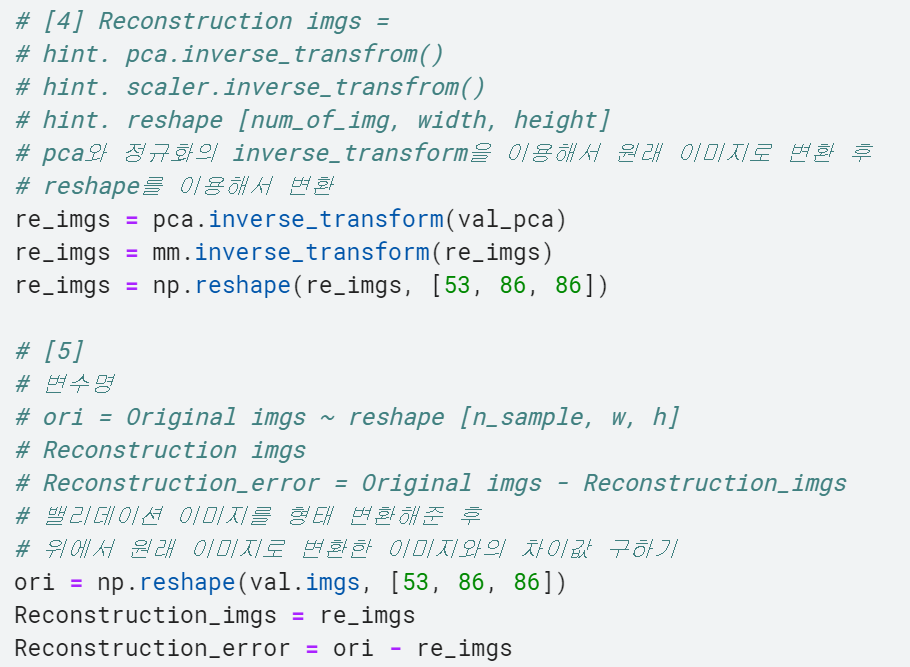 # [4] Reconstruction imgs =
# hint. pca.inverse_transfrom()
# hint. scaler.inverse_transfrom()
# hint. reshape [num_of_img, width, height]
# pca와 정규화의 inverse_transform을 이용해서 원래 이미지로 변환 후
# reshape를 이용해서 변환
re_imgs = pca.inverse_transform(val_pca)
re_imgs = mm.inverse_transform(re_imgs)
re_imgs = np.reshape(re_imgs, [53, 86, 86])
# [5]
# 변수명
# ori = Original imgs ~ reshape [n_sample, w, h]
# Reconstruction imgs
# Reconstruction_error = Original imgs - Reconstruction_imgs
# 밸리데이션 이미지를 형태 변환해준 후
# 위에서 원래 이미지로 변환한 이미지와의 차이값 구하기
ori = np.reshape(val.imgs, [53, 86, 86])
Reconstruction_imgs = re_imgs
Reconstruction_error = ori - re_imgs